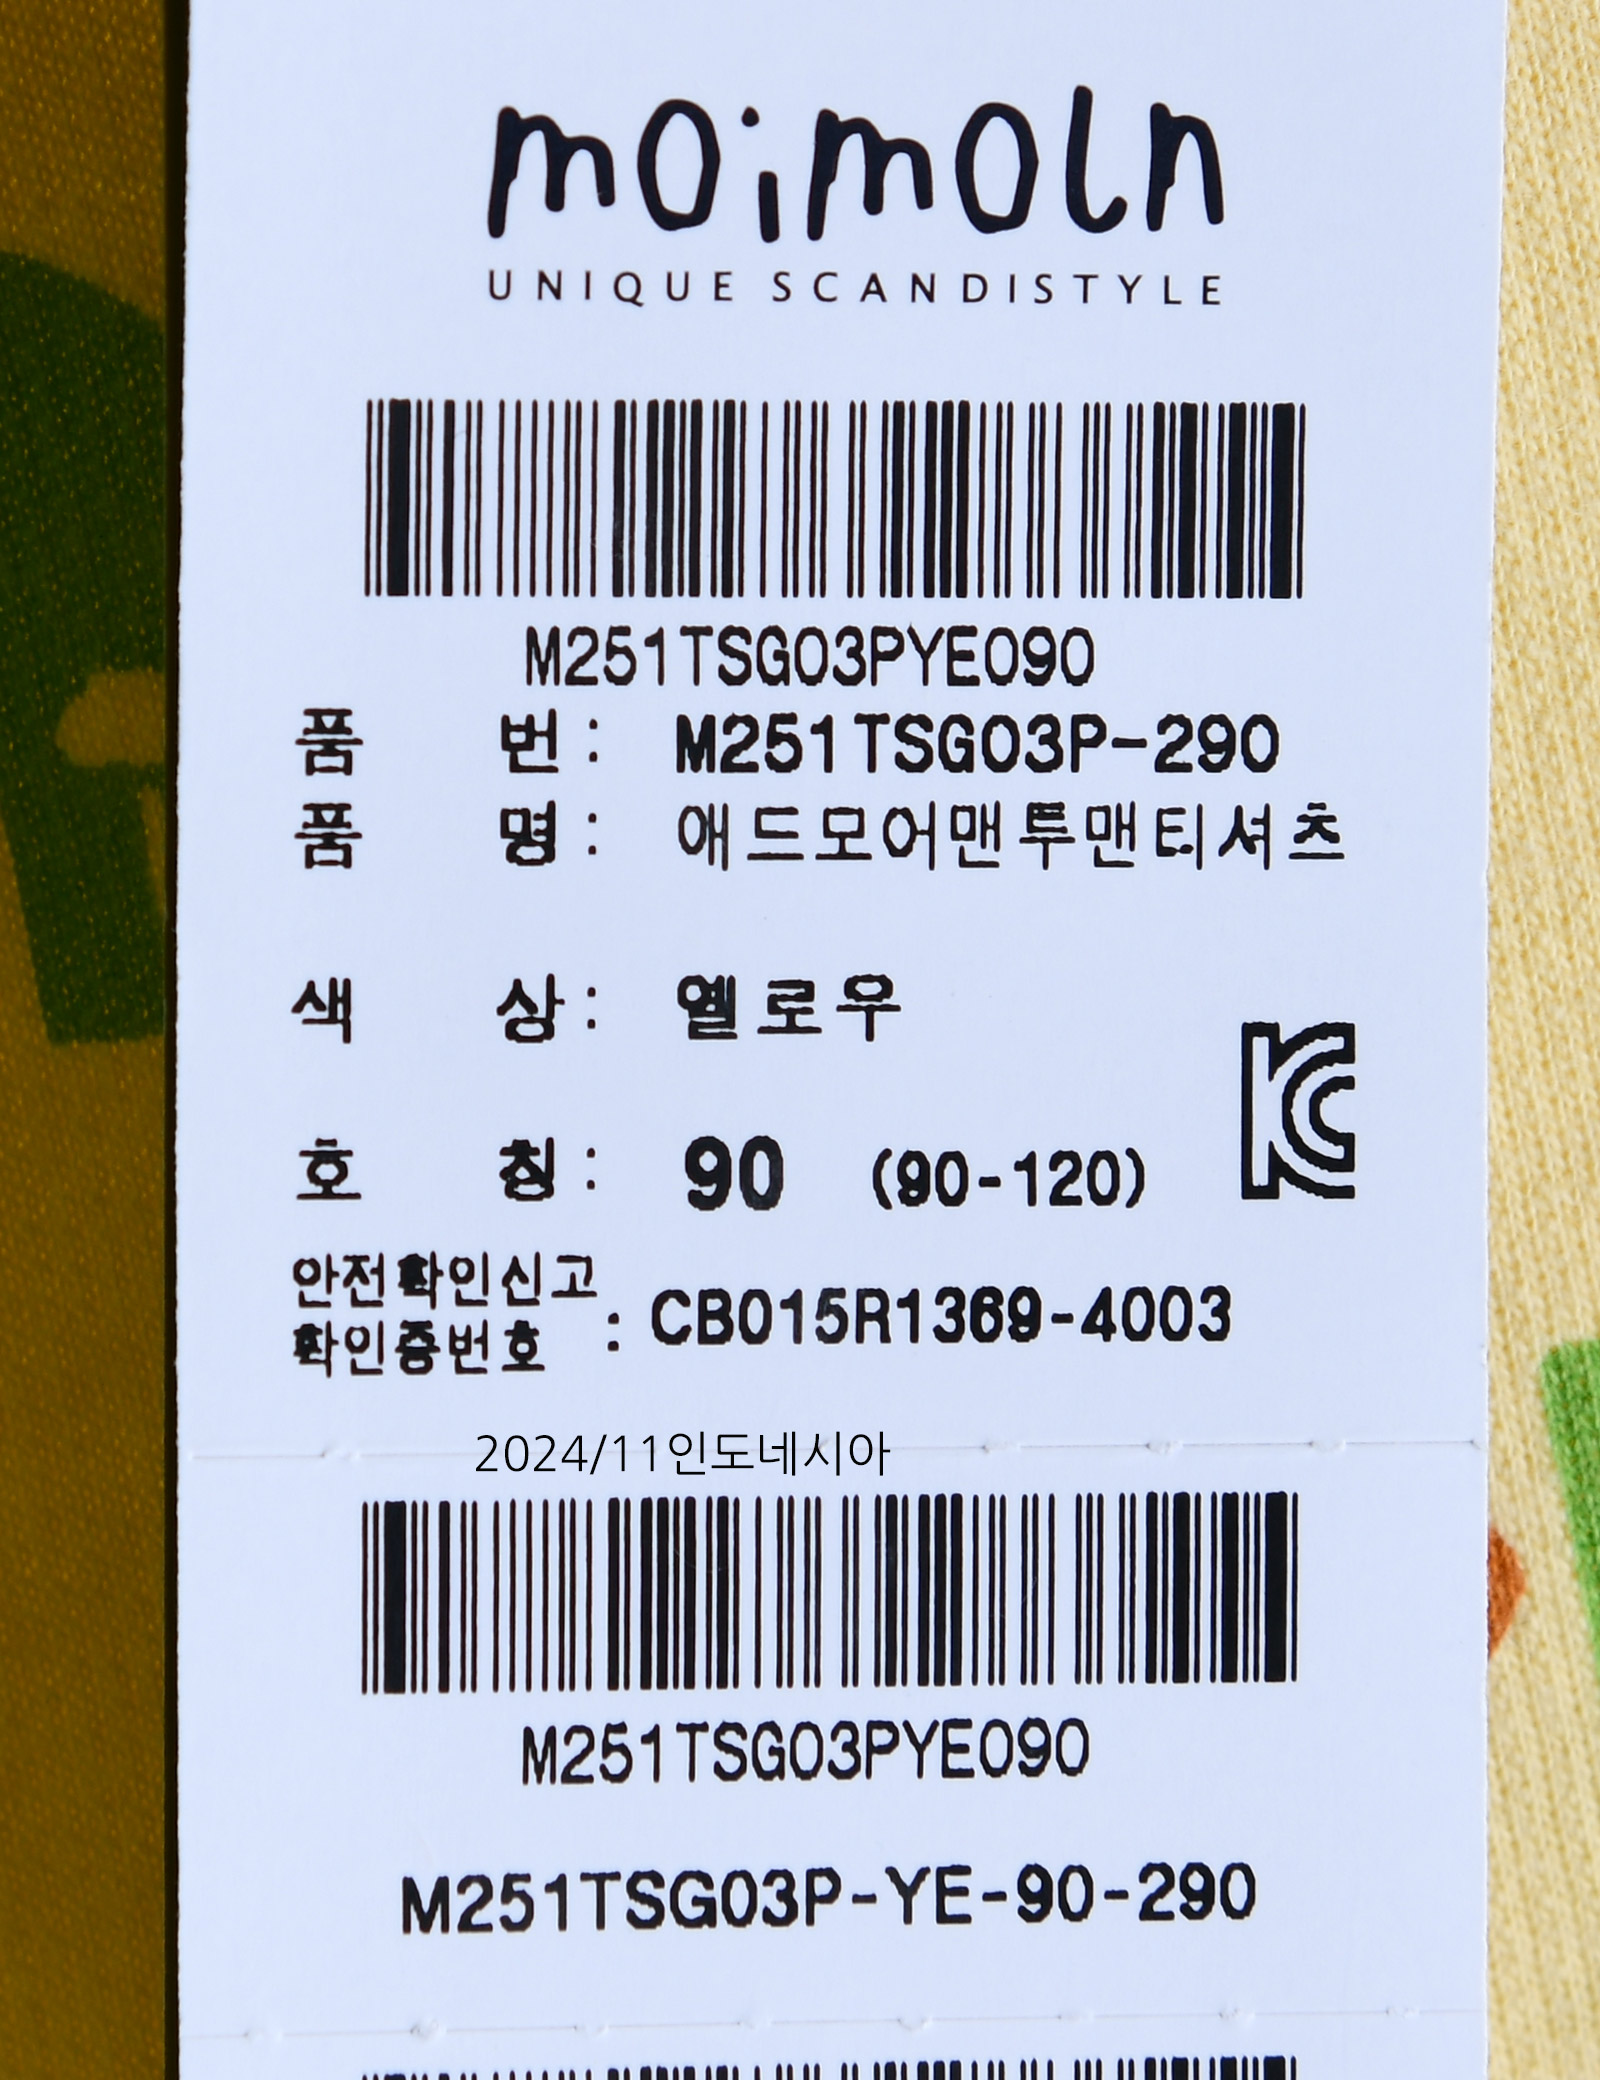 moimoln
UNIQUE SCANDISTYLE
M251TSG03PYE090
품 번 : M251TSG03P-290
품 명 : 애드모어맨투맨티셔츠
색 상 : 옐로우
호 칭 : 90 (90-120)
안전확인신고
확인증번호 : CB015R1369-4003
2024/11인도네시아
M251TSG03PYE090
M251TSG03P-YE-90-290